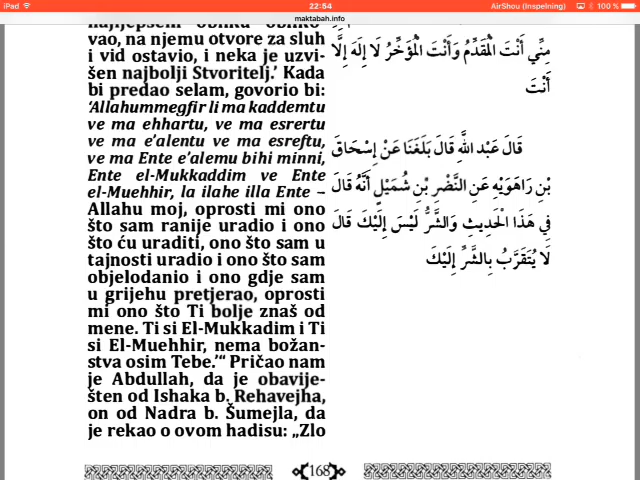 iPad
22:54
AirShou (Inspelning)
100 %
maktabah.info
najljepšem obliku obliko-
vao, na njemu otvore za sluh
i vid ostavio, i neka je uzvi-
šen najbolji Stvoritelj.’ Kada
bi predao selam, govorio bi:
‘Allahummegfir li ma kaddemtu
ve ma ehhartu, ve ma esrertu
ve ma e’alentu ve ma esreftu,
ve ma Ente e’alemu bihi minni,
Ente el-Mukkaddim ve Ente
el-Muehhir, la ilahe illa Ente –
Allahu moj, oprosti mi ono
što sam ranije uradio i ono
što ću uraditi, ono što sam u
tajnosti uradio i ono što sam
objelodanio i ono gdje sam
u grijehu pretjerao, oprosti
mi ono što Ti bolje znaš od
mene. Ti si El-Mukkadim i Ti
si El-Muehhir, nema božan-
stva osim Tebe.’“ Pričao nam
je Abdullah, da je obavije-
šten od Ishaka b. Rehavejha,
on od Nadra b. Šumejla, da
je rekao o ovom hadisu: „Zlo
مِنِّي أَنْتَ الْمُقَدِّمُ وَأَنْتَ الْمُؤَخِّرُ لَا إِلَهَ إِلَّا
أَنْتَ
قَالَ عَبْد اللَّهِ قَالَ بَلَغَنَا عَنْ إِسْحَاقَ
بْنِ رَاهَوَيْهِ عَنِ النَّضْرِ بْنِ شُمَيْلٍ أَنَّهُ قَالَ
فِي هَذَا الْحَدِيثِ وَالشَّرُّ لَيْسَ إِلَيْكَ قَالَ
لَا يُتَقَرَّبُ بِالشَّرِّ إِلَيْكَ
168